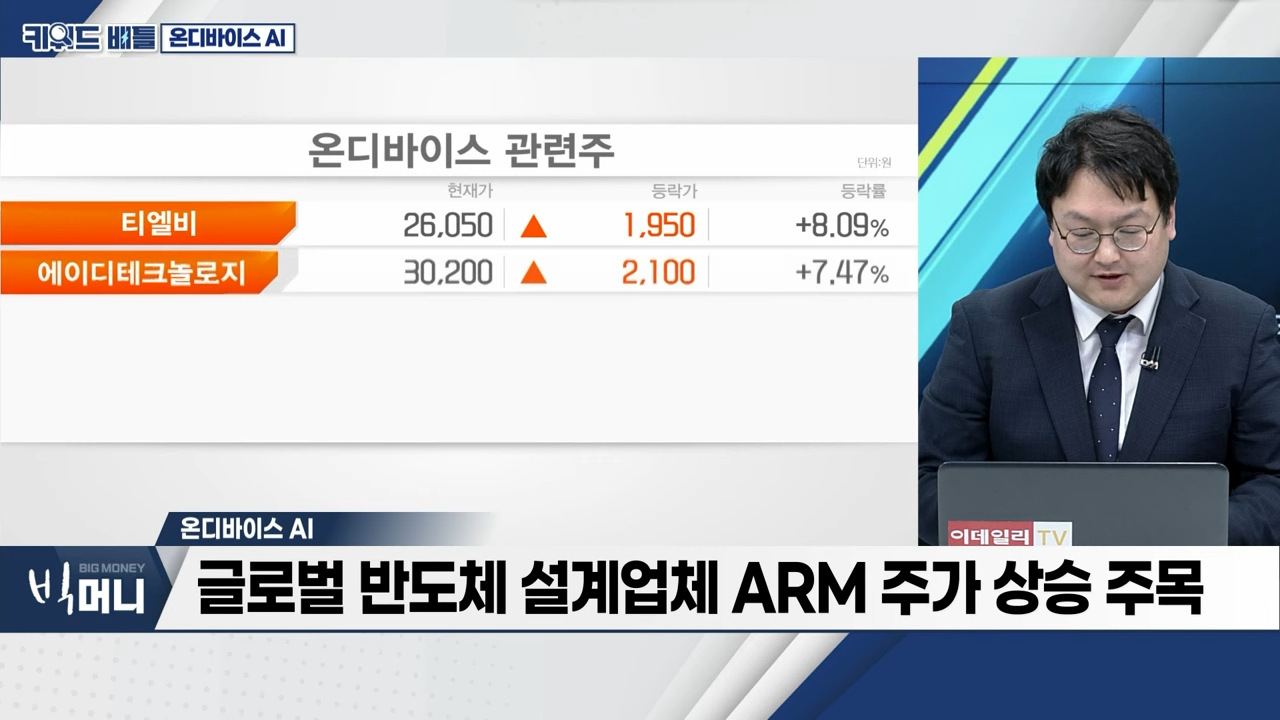 키워드 배틀 온디바이스 AI
온디바이스 관련주
단위:원
현재가 등락가 등락률
티엘비 26,050 ▲ 1,950 +8.09%
에이디테크놀로지 30,200 ▲ 2,100 +7.47%
이데일리 TV
온디바이스 AI
BIG MONEY
빅머니
글로벌 반도체 설계업체 ARM 주가 상승 주목